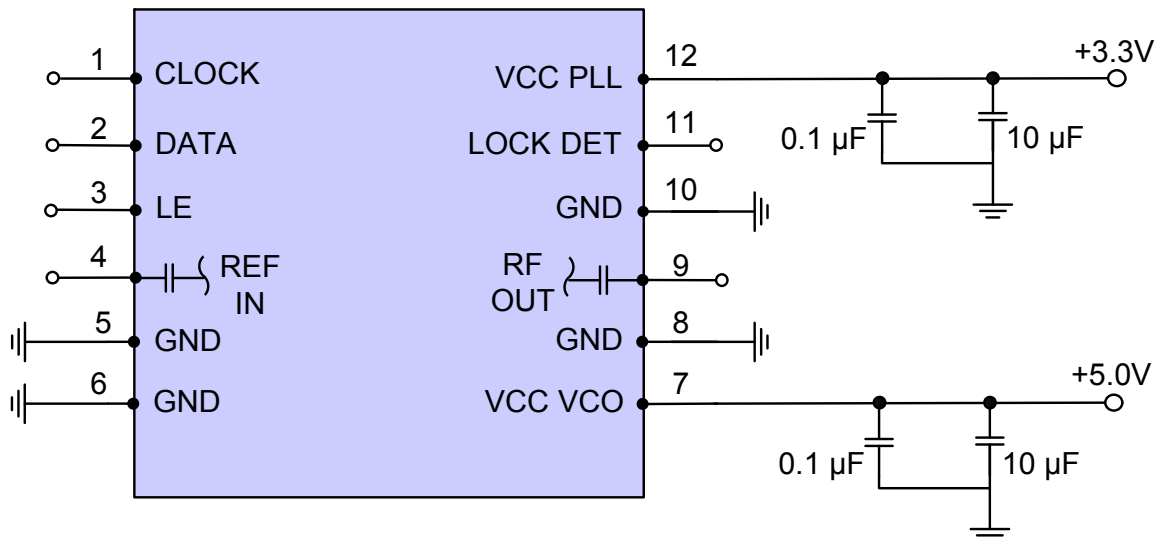 1 CLOCK
2 DATA
3 LE
4 REF
IN
5 GND
6 GND
VCC PLL 12
LOCK DET 11
GND 10
RF
OUT 9
GND 8
VCC VCO 7
+3.3V
0.1 µF 10 µF
+5.0V
0.1 µF 10 µF